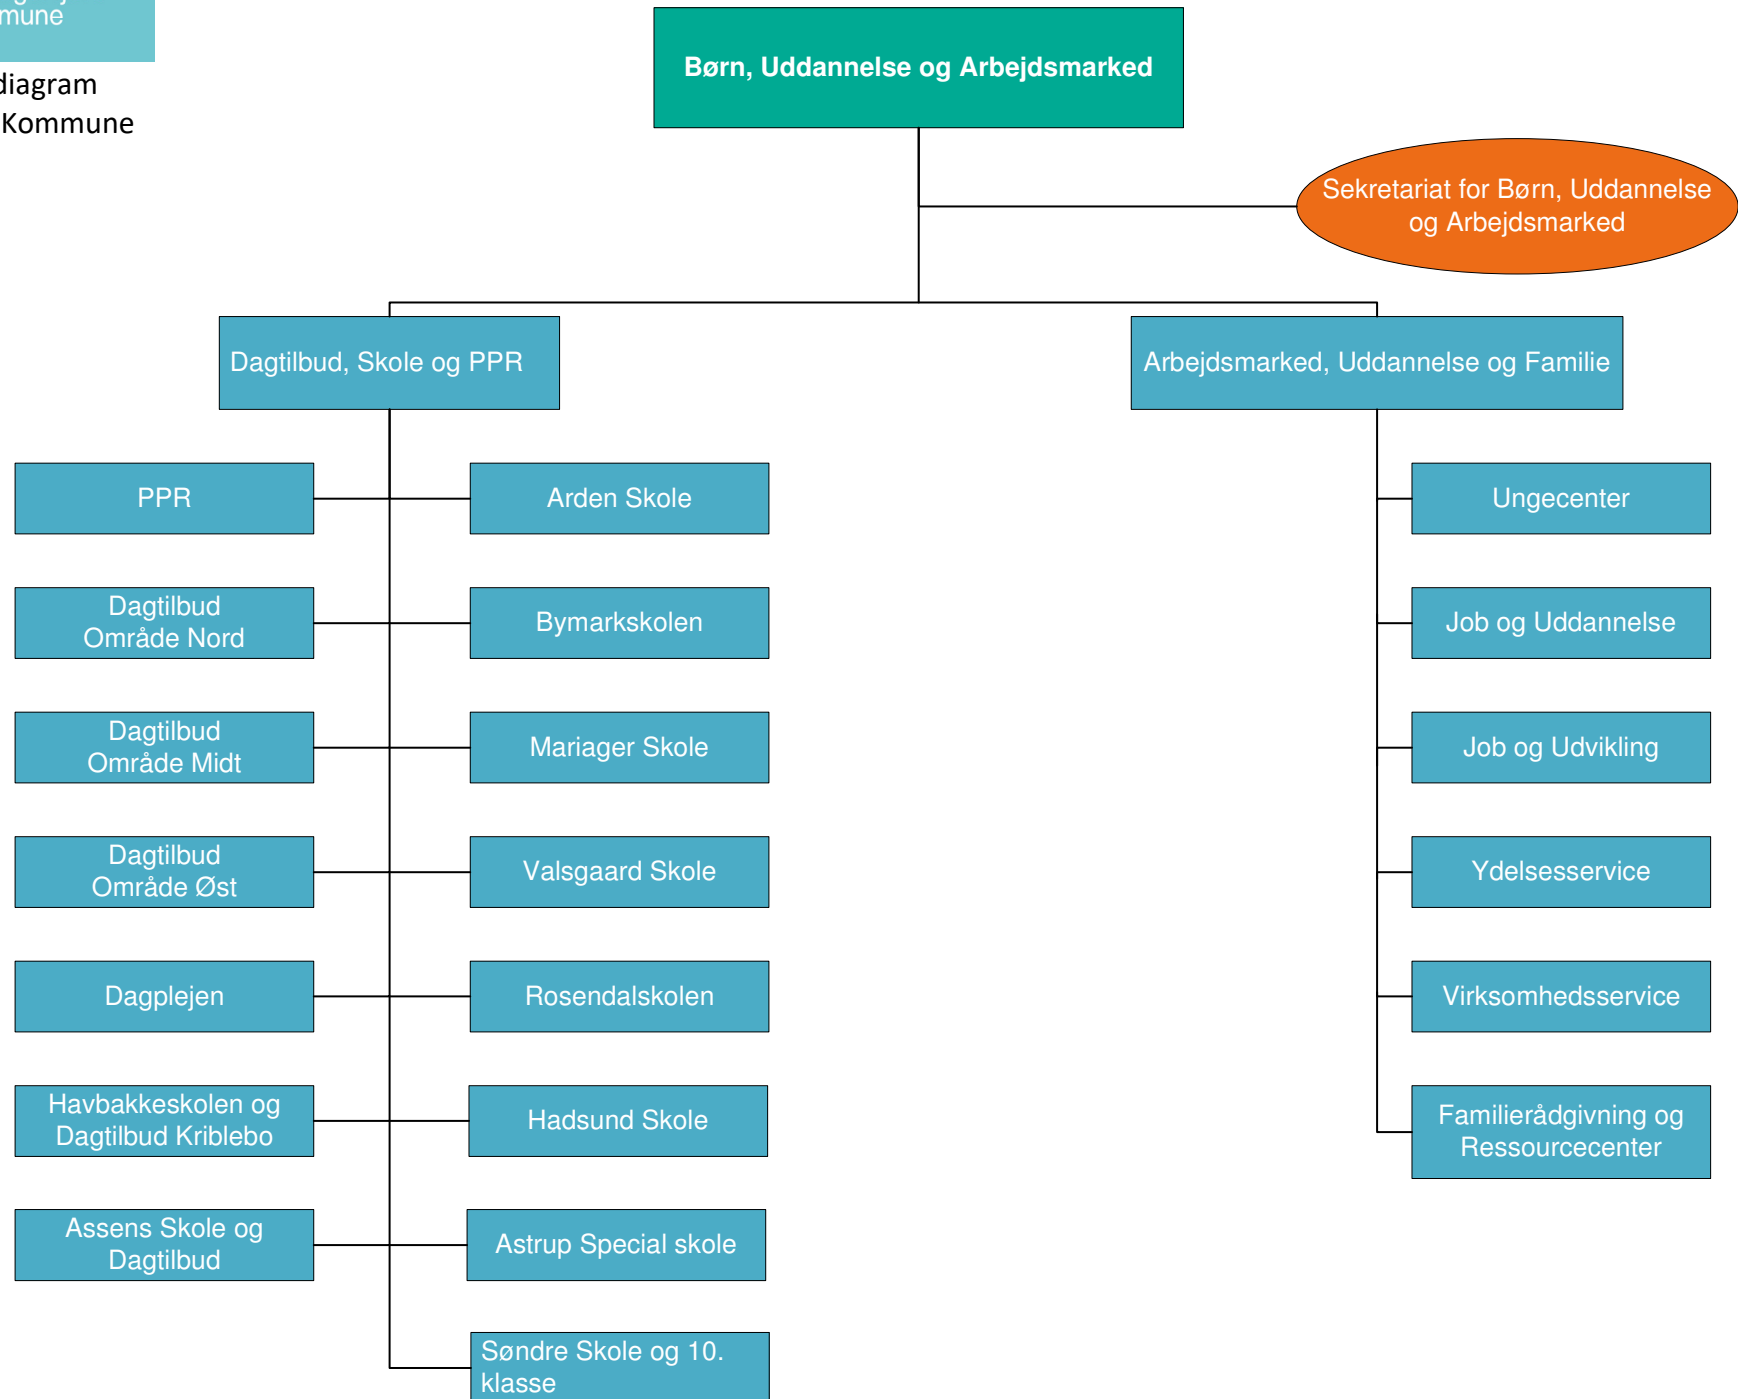 mune
diagram
Kommune
Børn, Uddannelse og Arbejdsmarked
Sekretariat for Børn, Uddannelse
og Arbejdsmarked
Dagtilbud, Skole og PPR
Arbejdsmarked, Uddannelse og Familie
PPR
Arden Skole
Ungecenter
Dagtilbud
Område Nord
Bymarkskolen
Job og Uddannelse
Dagtilbud
Område Midt
Mariager Skole
Job og Udvikling
Dagtilbud
Område Øst
Valsgaard Skole
Ydelsesservice
Dagplejen
Rosendalskolen
Virksomhedsservice
Havbakkeskolen og
Dagtilbud Kriblebo
Hadsund Skole
Familierådgivning og
Ressourcecenter
Assens Skole og
Dagtilbud
Astrup Special skole
Søndre Skole og 10.
klasse